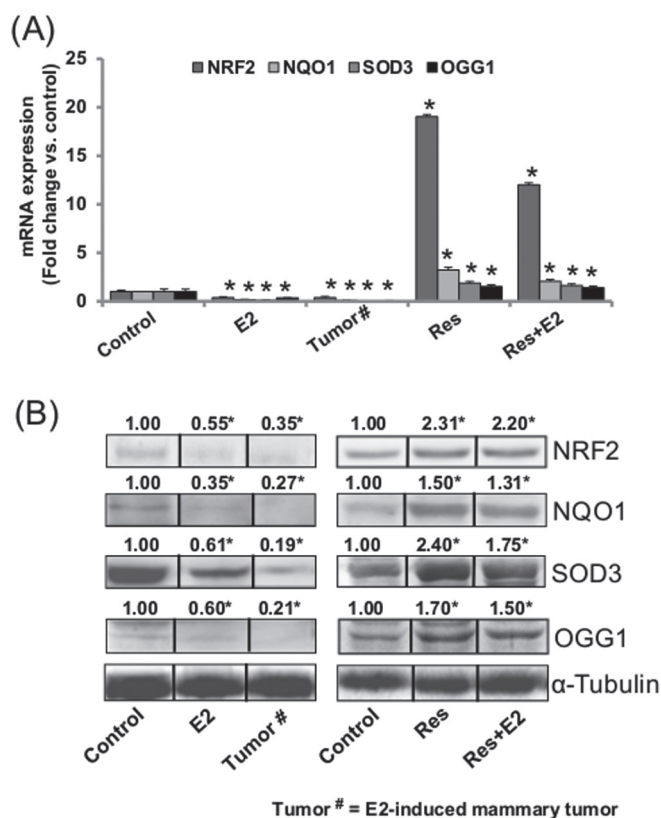 (A)
mRNA expression
(Fold change vs. control)
25
20
15
10
5
0
NRF2 NQO1 SOD3 OGG1
* * * *
* * * *
* * * *
* * * *
Control E2 Tumor# Res Res+E2
(B)
1.00 0.55* 0.35* 1.00 2.31* 2.20*
NRF2
1.00 0.35* 0.27* 1.00 1.50* 1.31*
NQO1
1.00 0.61* 0.19* 1.00 2.40* 1.75*
SOD3
1.00 0.60* 0.21* 1.00 1.70* 1.50*
OGG1
α-Tubulin
Control E2 Tumor # Control Res Res+E2
Tumor # = E2-induced mammary tumor